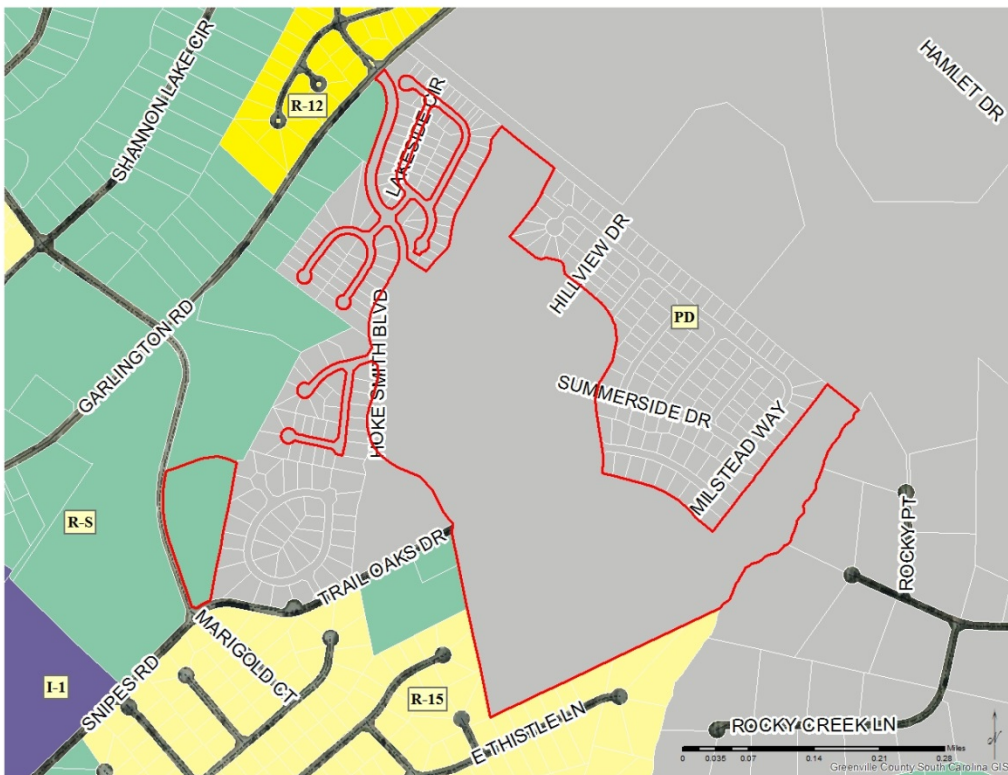 SHANNON LAKE CIR
HAMLET DR
R-12
LAKESIDE CIR
HILLVIEW DR
GARLINGTON RD
PD
HOKE SMITH BLVD
SUMMERSIDE DR
MILSTEAD WAY
R-S
ROCKY PT
TRAIL OAKS DR
MARIGOLD CT
I-1
SNIPES RD
R-15
E THISTLE LN
ROCKY CREEK LN
N
Miles
0 0.035 0.07 0.14 0.21 0.28
Greenville County South Carolina GIS